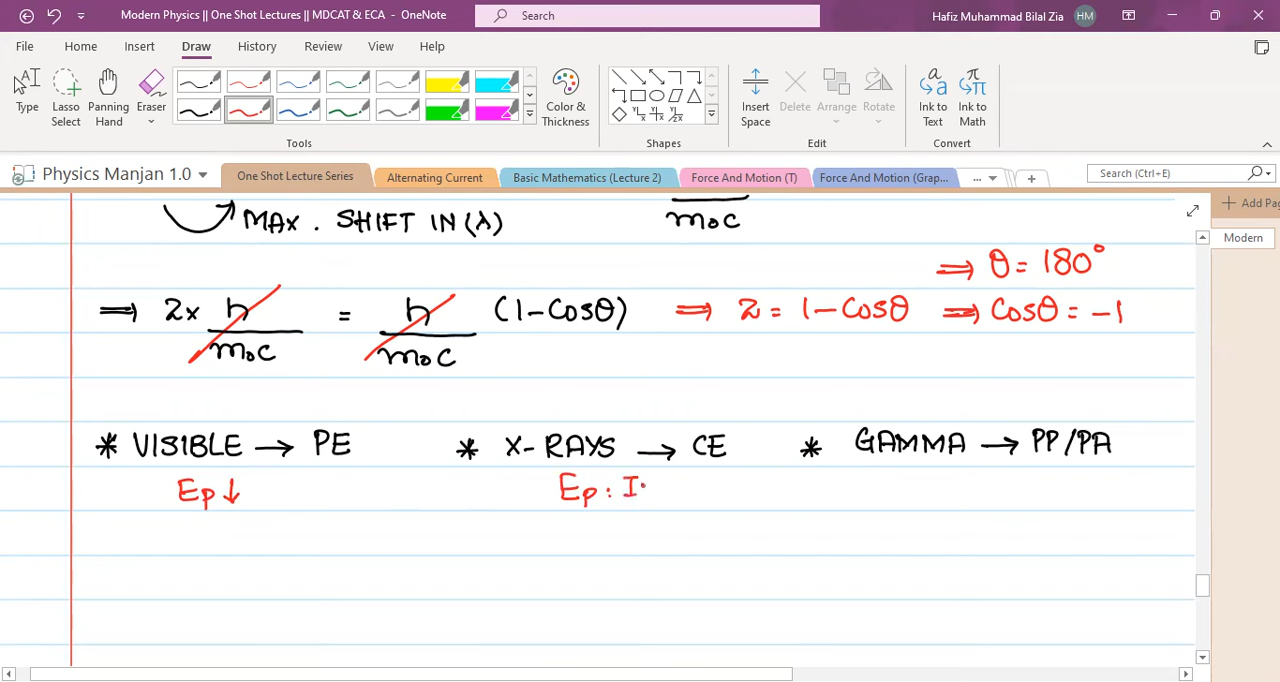 Modern Physics || One Shot Lectures || MDCAT & ECA - OneNote
Search
Hafiz Muhammad Bilal Zia
HM
File Home Insert Draw History Review View Help
Type
Lasso Select
Panning Hand
Eraser
Color & Thickness
Insert Space
Delete
Arrange
Rotate
Ink to Text
Ink to Math
Tools
Shapes
Edit
Convert
Physics Manjan 1.0
One Shot Lecture Series
Alternating Current
Basic Mathematics (Lecture 2)
Force And Motion (T)
Force And Motion (Grap...
...
Search (Ctrl+E)
Add Pag
Modern
MAX. SHIFT IN (λ)
m₀c
⇒ θ = 180°
⇒ 2x h/m₀c = h/m₀c (1-Cosθ) ⇒ 2 = 1-Cosθ ⇒ Cosθ = -1
* VISIBLE → PE * X-RAYS → CE * GAMMA → PP/PA
Ep ↓ Ep : I